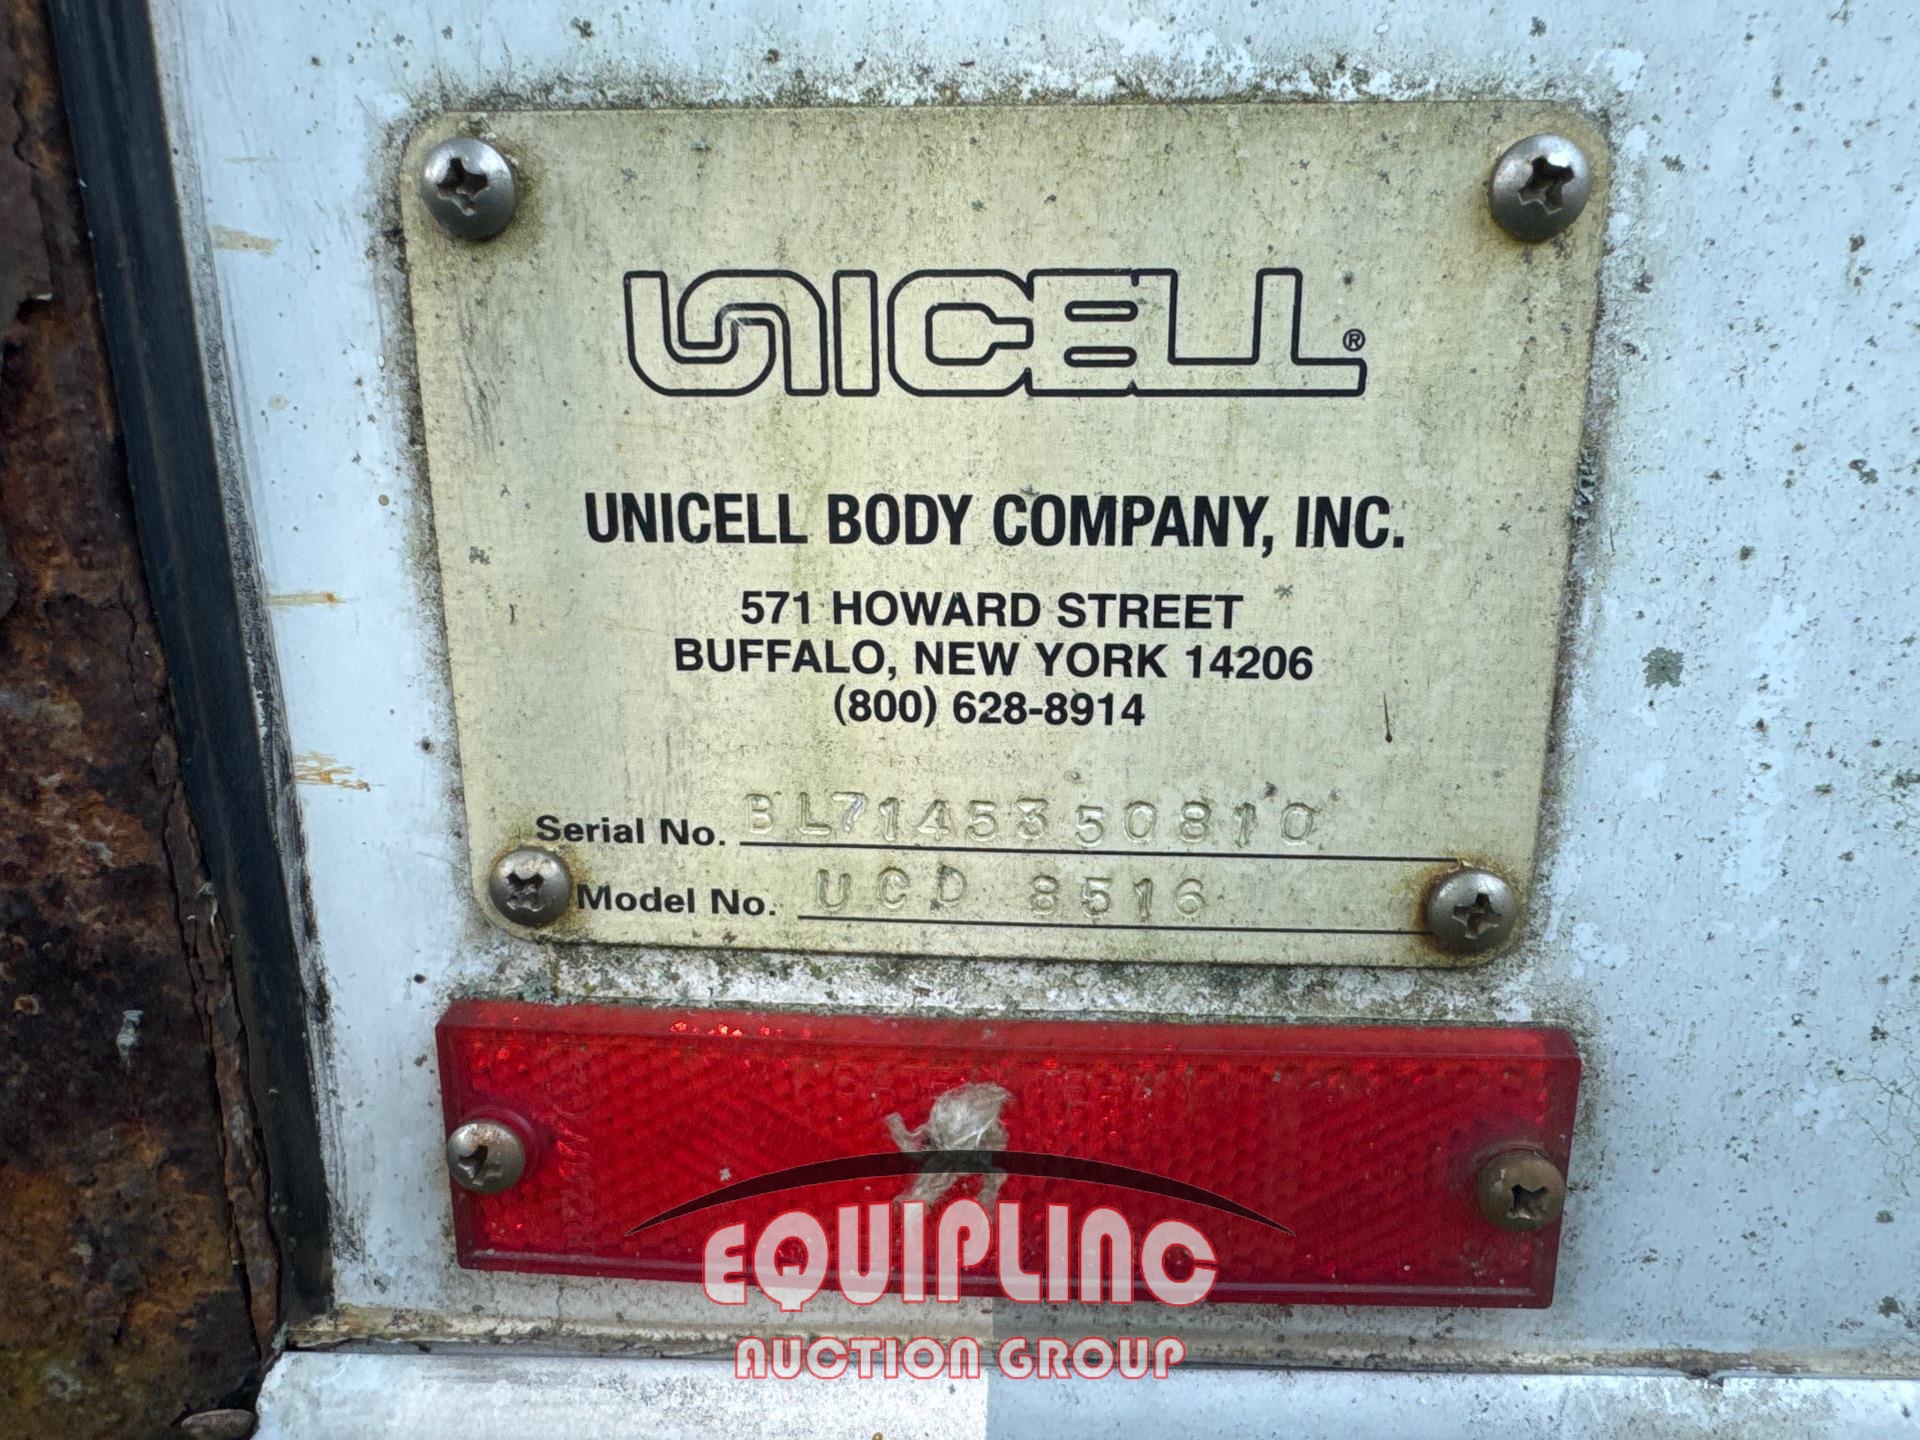 UNICELL®
UNICELL BODY COMPANY, INC.
571 HOWARD STREET
BUFFALO, NEW YORK 14206
(800) 628-8914
Serial No. BL7145350810
Model No. UCD 8516
EQUIPLINC
AUCTION GROUP